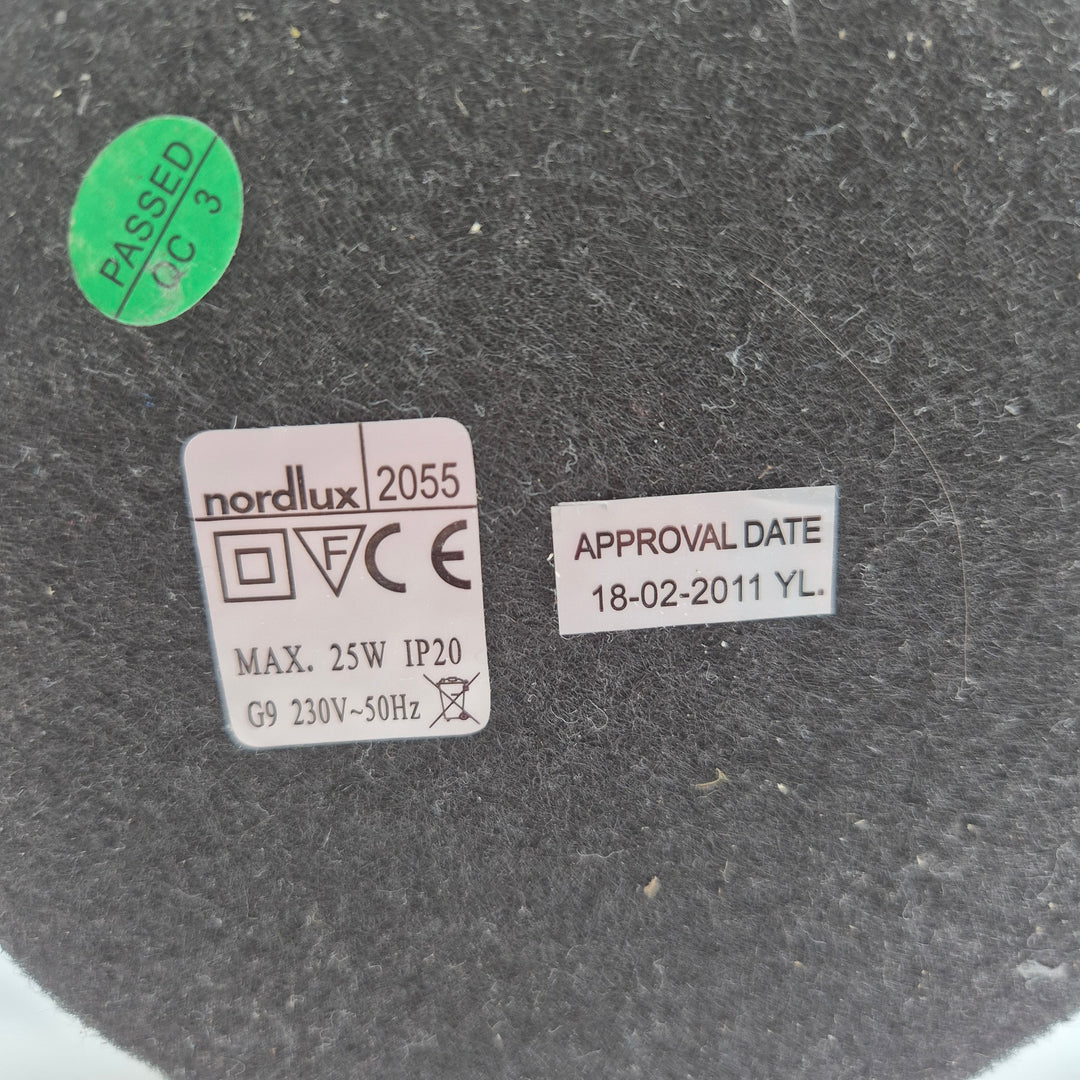 PASSED
QC 3
nordlux 2055
F CE
MAX. 25W IP20
G9 230V~50Hz
APPROVAL DATE
18-02-2011 YL.